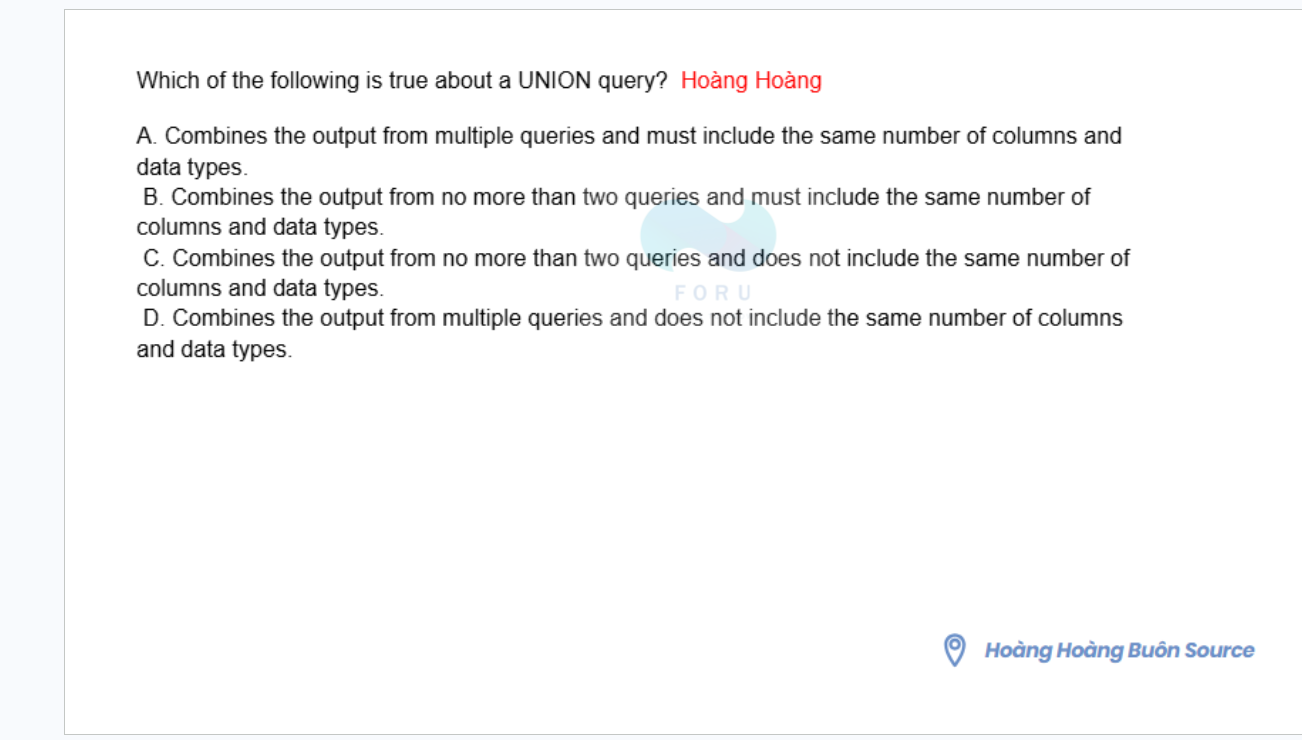 Which of the following is true about a UNION query?  Hoàng Hoàng
A. Combines the output from multiple queries and must include the same number of columns and
data types.
B. Combines the output from no more than two queries and must include the same number of
columns and data types.
C. Combines the output from no more than two queries and does not include the same number of
columns and data types.
FORU
D. Combines the output from multiple queries and does not include the same number of columns
and data types.
Hoàng Hoàng Buôn Source